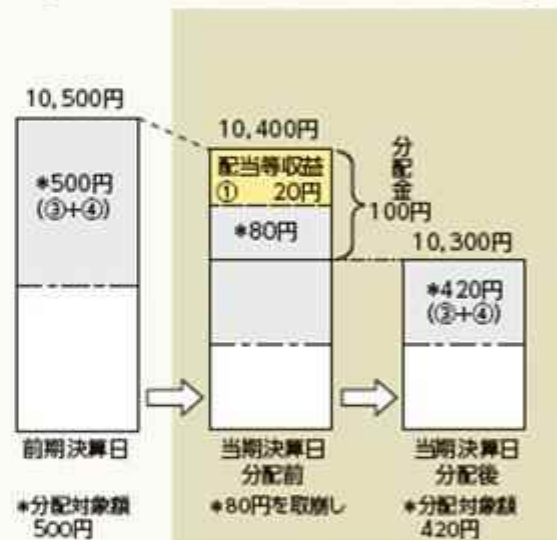 10,500円
*500円
(③+④)
前期決算日
*分配対象額
500円
10,400円
配当等収益
① 20円
*80円
分配金
100円
当期決算日
分配前
*80円を取崩し
10,300円
*420円
(③+④)
当期決算日
分配後
*分配対象額
420円